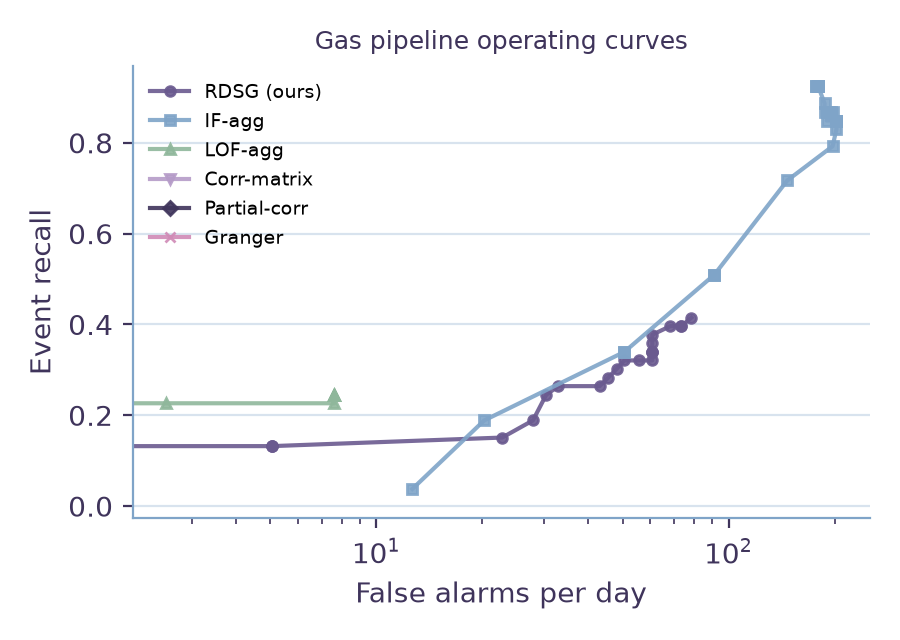 Gas pipeline operating curves
RDSG (ours)
IF-agg
LOF-agg
Corr-matrix
Partial-corr
Granger
Event recall
0.8
0.6
0.4
0.2
0.0
10¹ 10²
False alarms per day